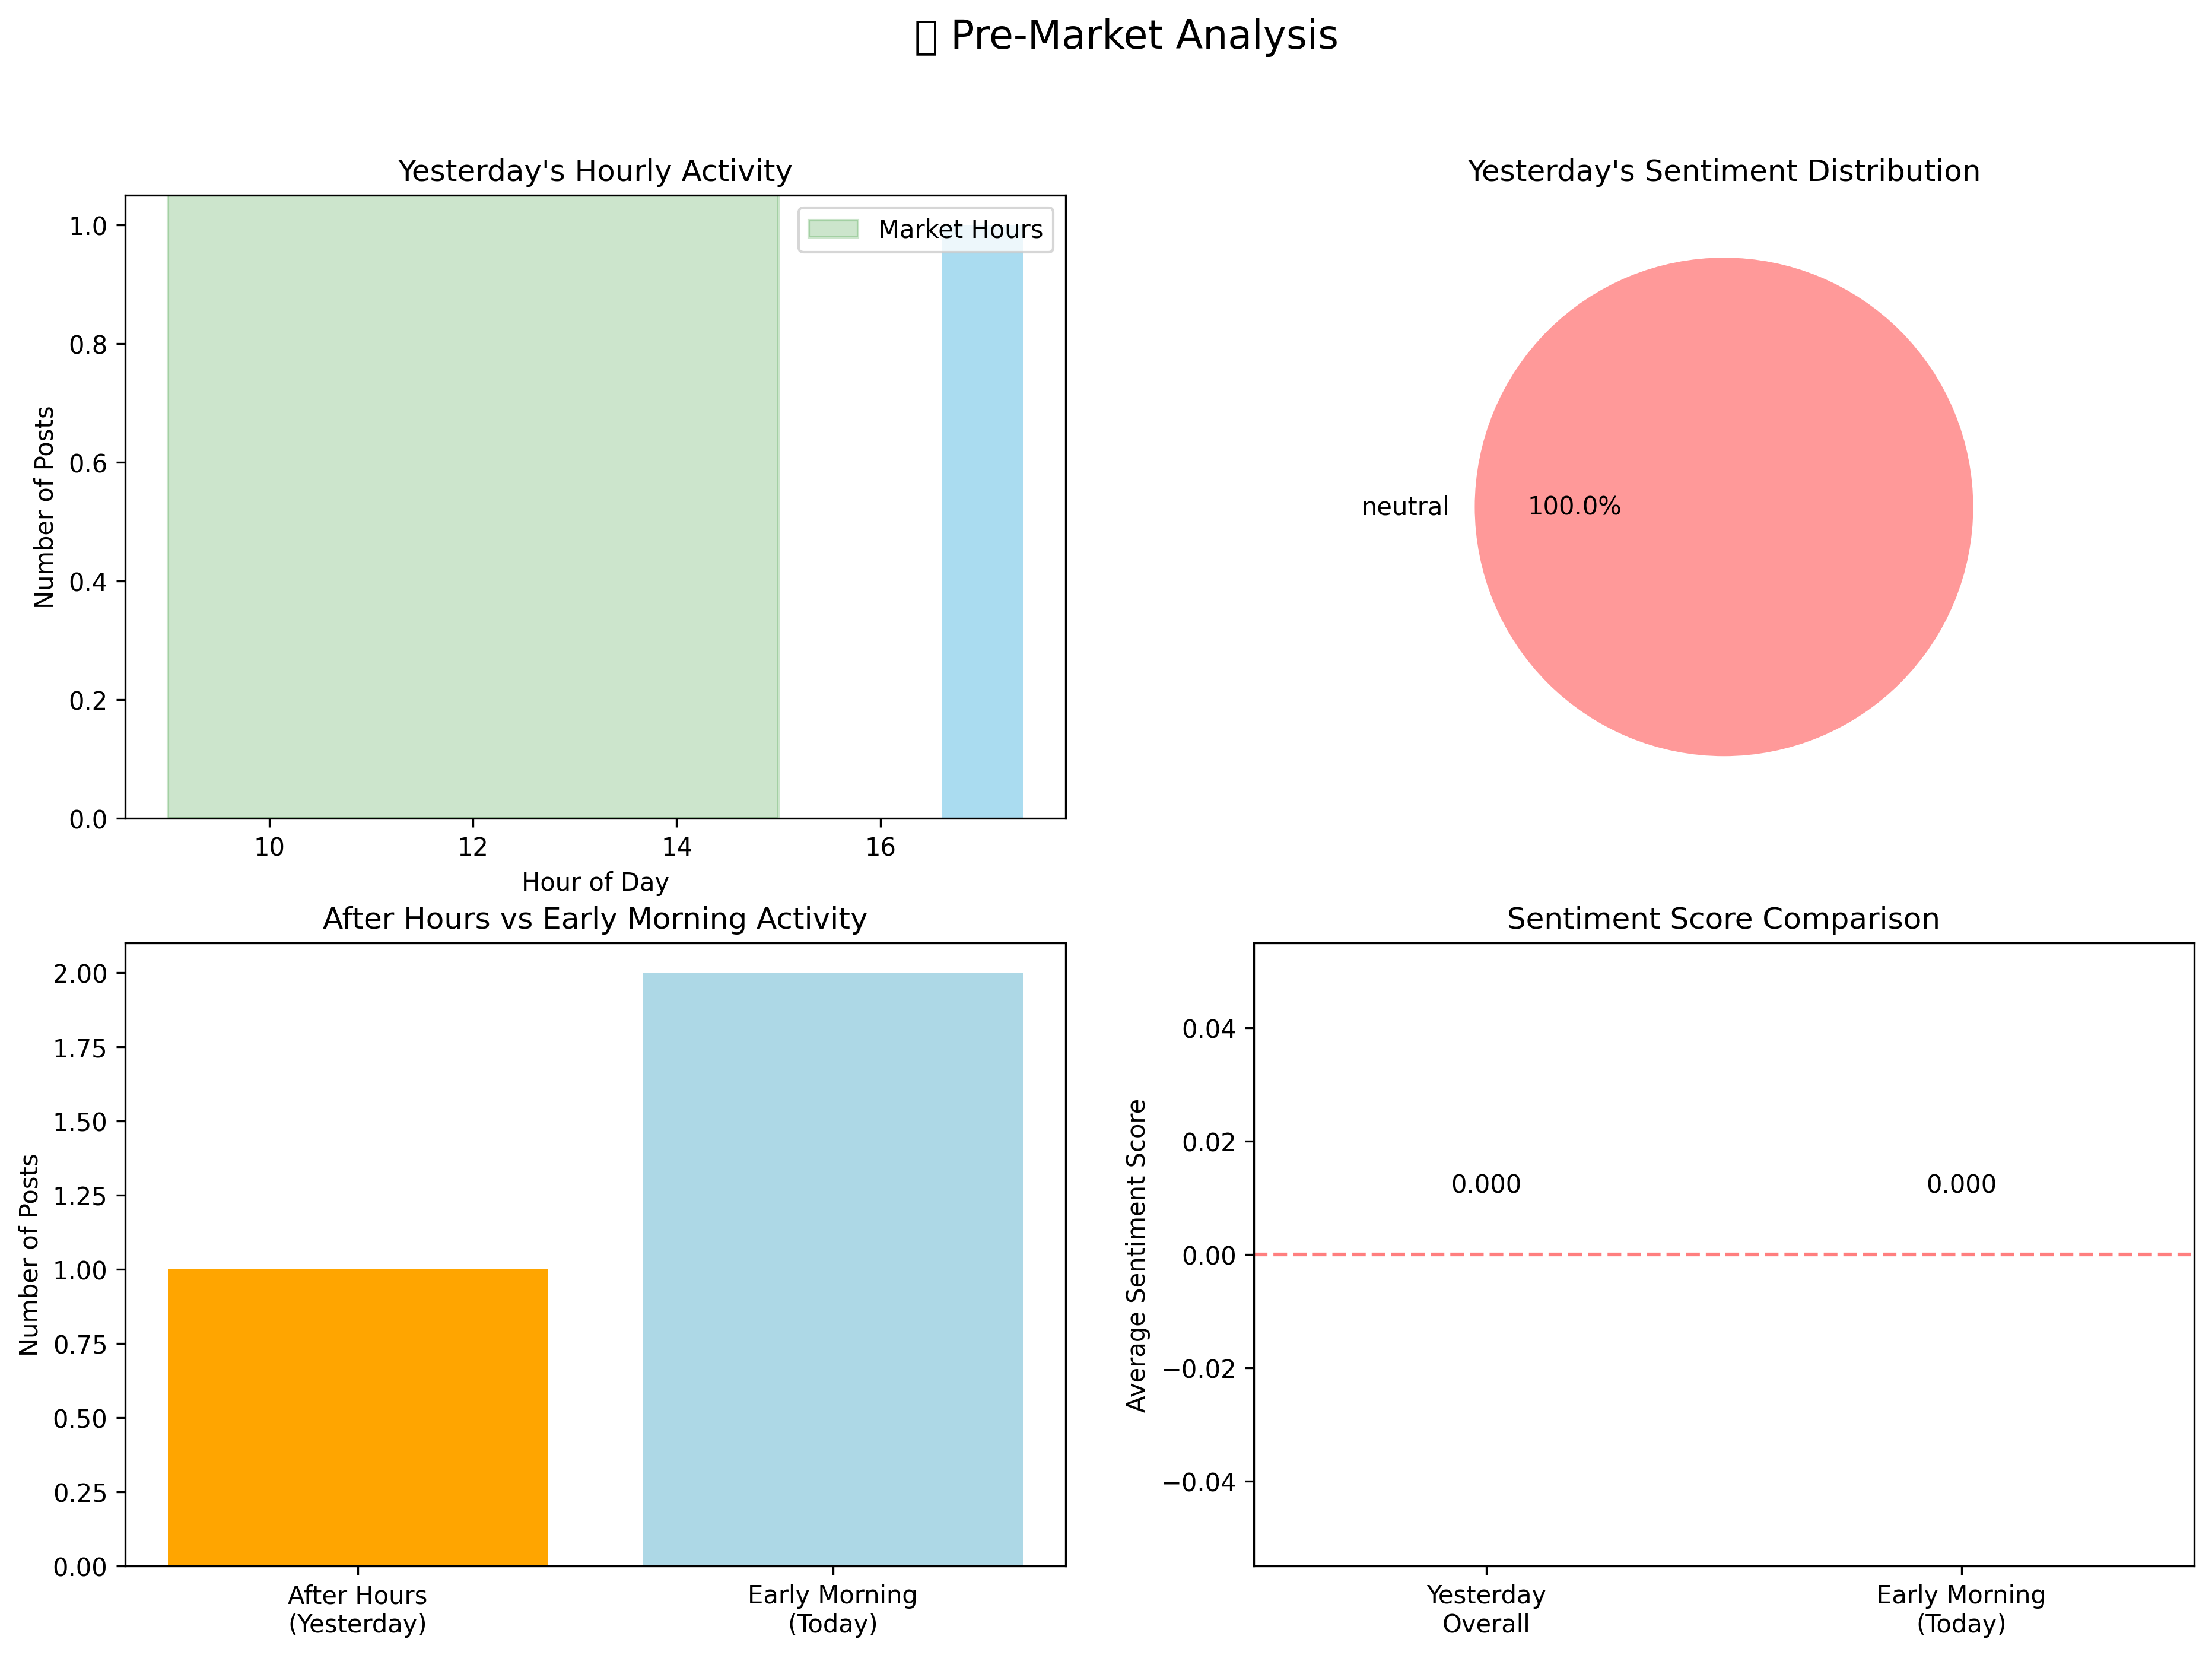 ▯ Pre-Market Analysis
Yesterday's Hourly Activity
Market Hours
1.0
0.8
0.6
0.4
0.2
0.0
Number of Posts
10 12 14 16
Hour of Day
Yesterday's Sentiment Distribution
neutral
100.0%
After Hours vs Early Morning Activity
2.00
1.75
1.50
1.25
1.00
0.75
0.50
0.25
0.00
Number of Posts
After Hours
(Yesterday)
Early Morning
(Today)
Sentiment Score Comparison
0.04
0.02
0.00
−0.02
−0.04
Average Sentiment Score
0.000
0.000
Yesterday
Overall
Early Morning
(Today)